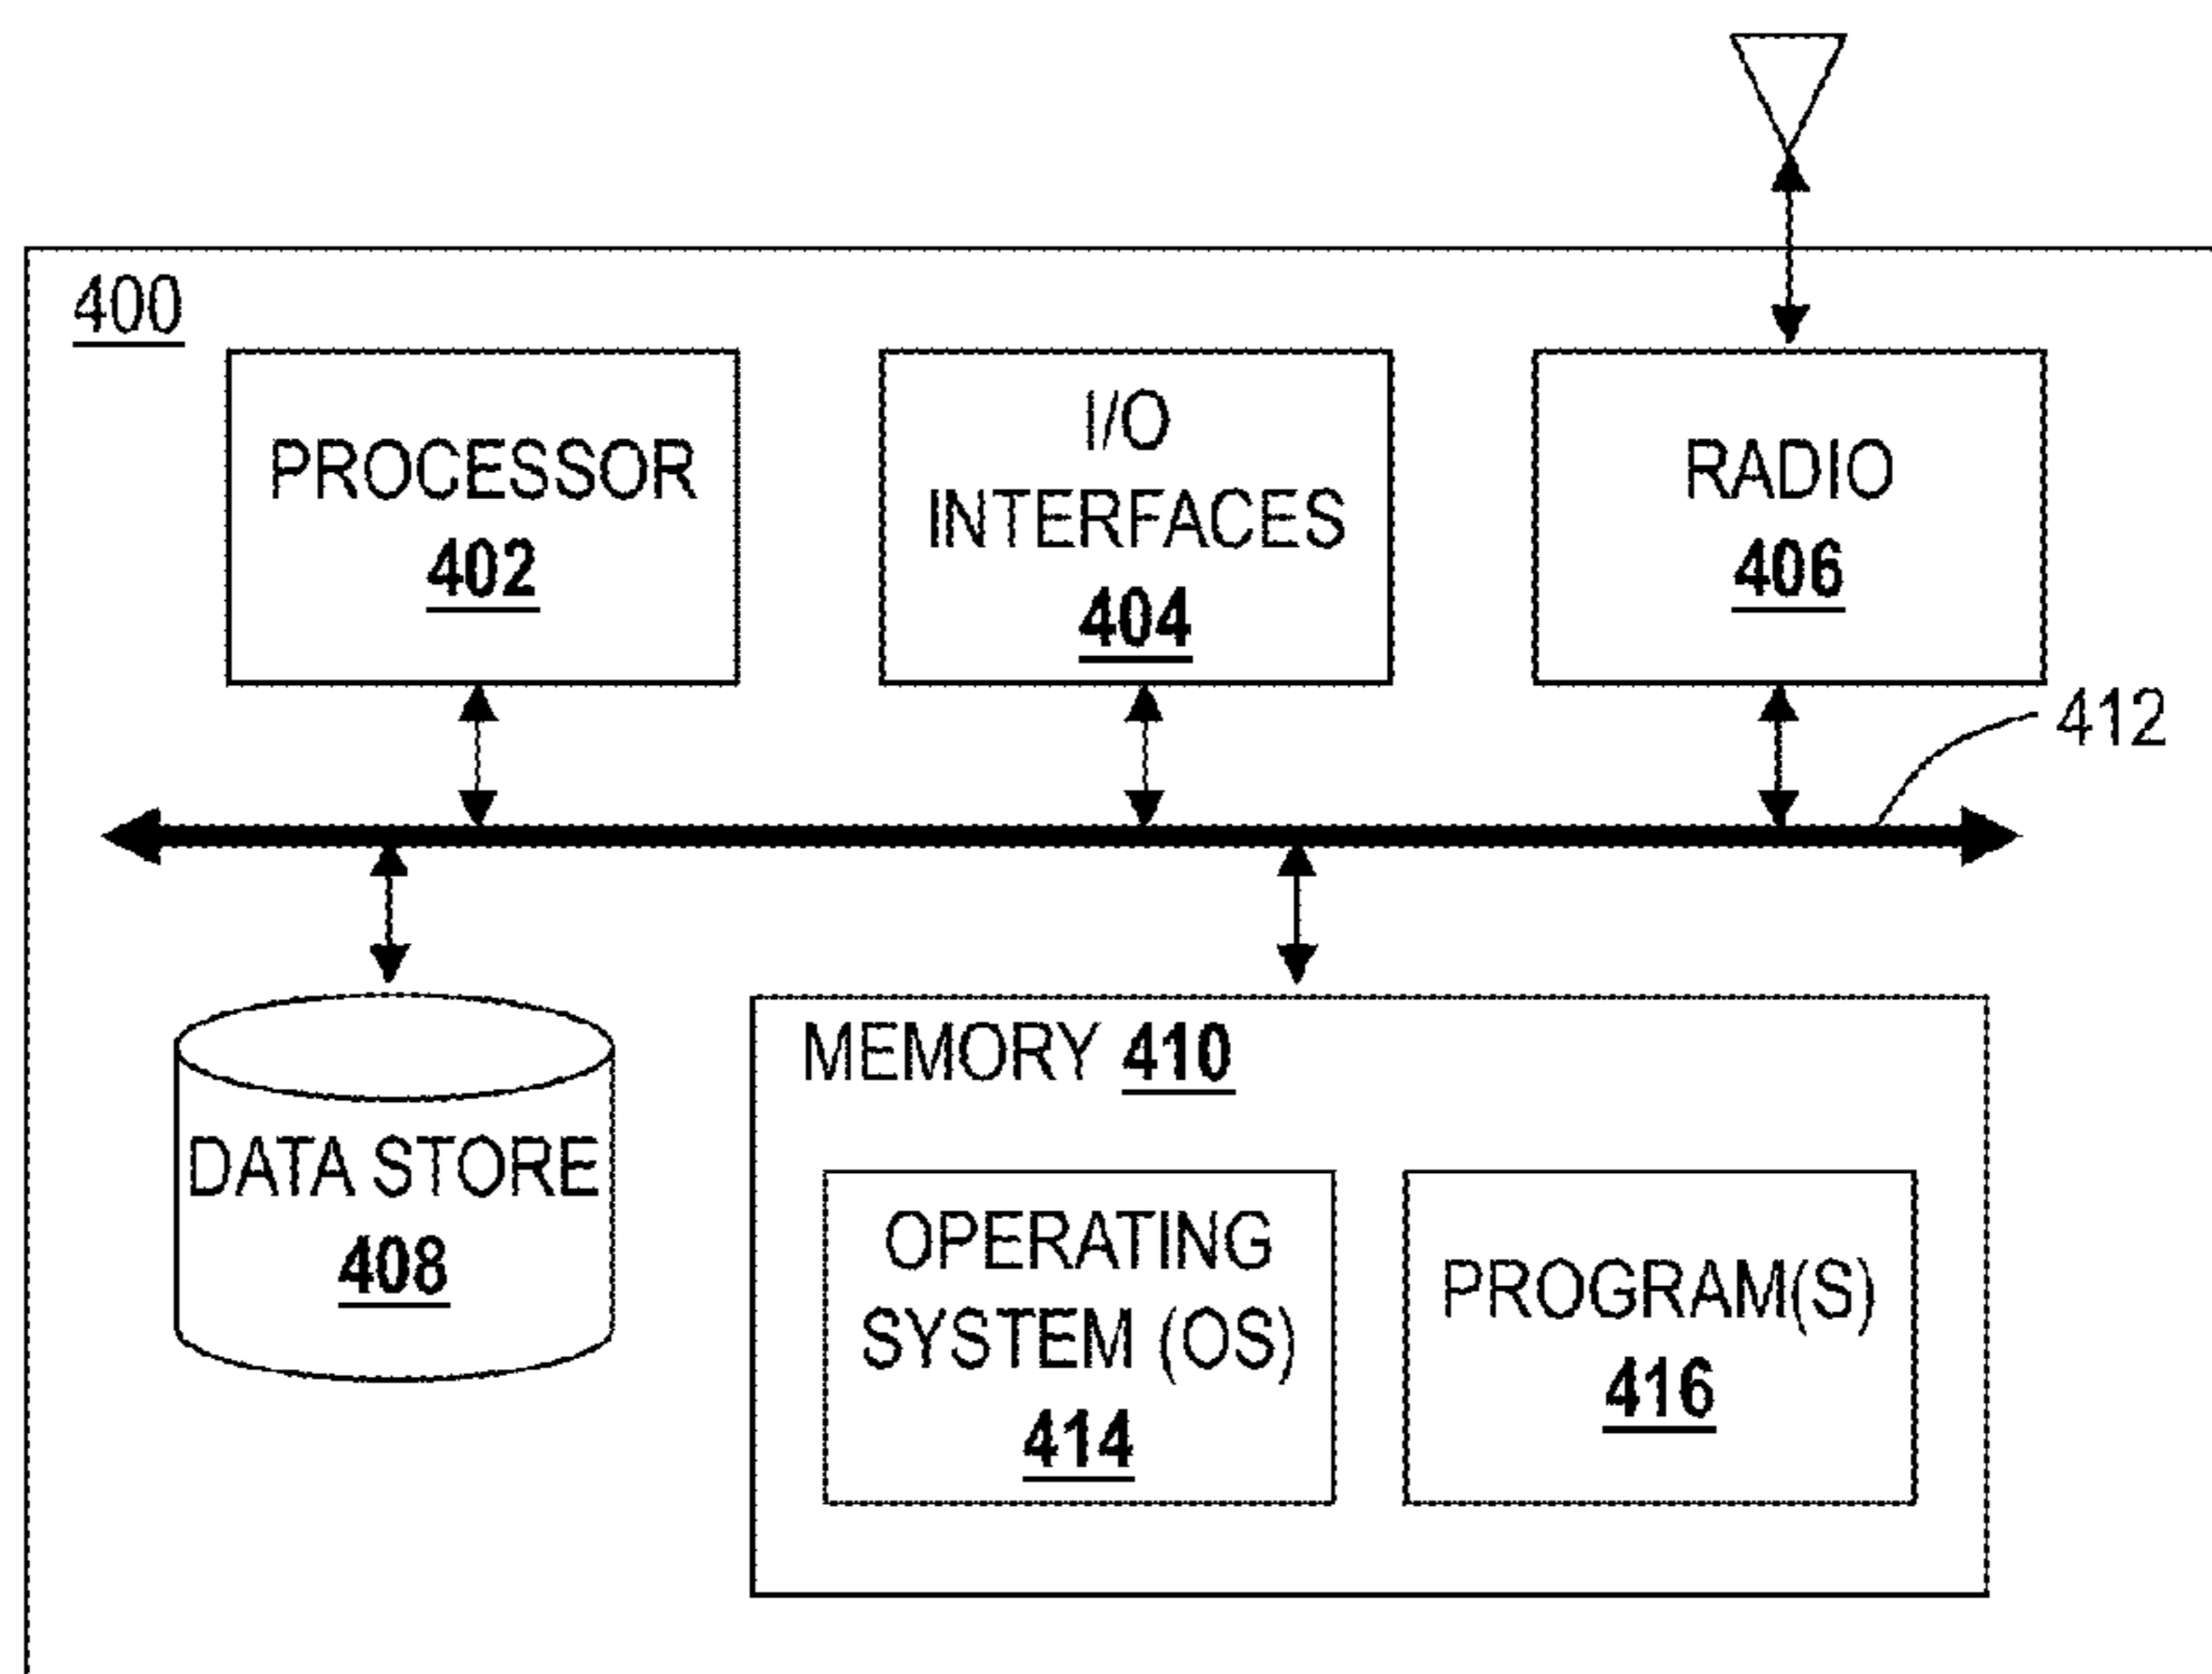 400
PROCESSOR
402
I/O
INTERFACES
404
RADIO
406
412
DATA STORE
408
MEMORY 410
OPERATING
SYSTEM (OS)
414
PROGRAM(S)
416